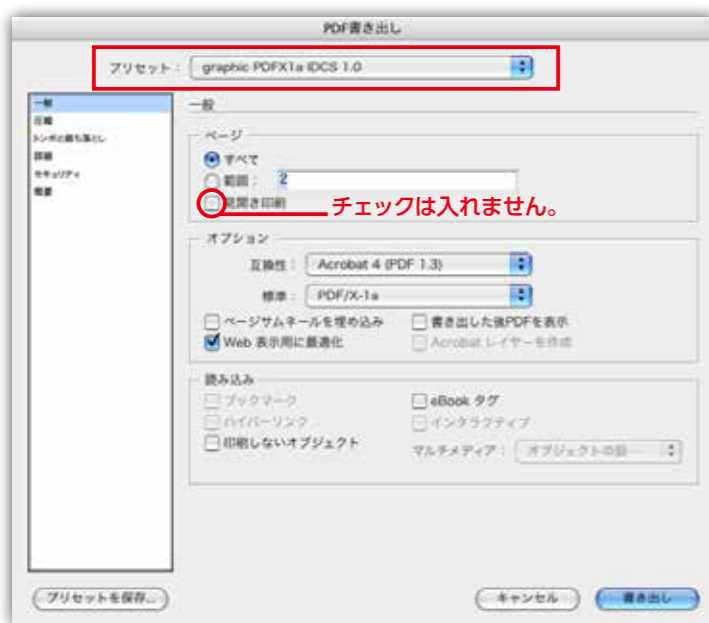 PDF書き出し
プリセット： graphic PDFX1a IDCS 1.0
一般
圧縮
トンボと裁ち落とし
詳細
セキュリティ
概要
一般
ページ
すべて
範囲： 2
見開き印刷
チェックは入れません。
オプション
互換性： Acrobat 4 (PDF 1.3)
標準： PDF/X-1a
ページサムネールを埋め込み 書き出した後PDFを表示
Web 表示用に最適化 Acrobat レイヤーを作成
読み込み
ブックマーク eBook タグ
ハイパーリンク インタラクティブ
印刷しないオブジェクト マルチメディア：
プリセットを保存... キャンセル 書き出し